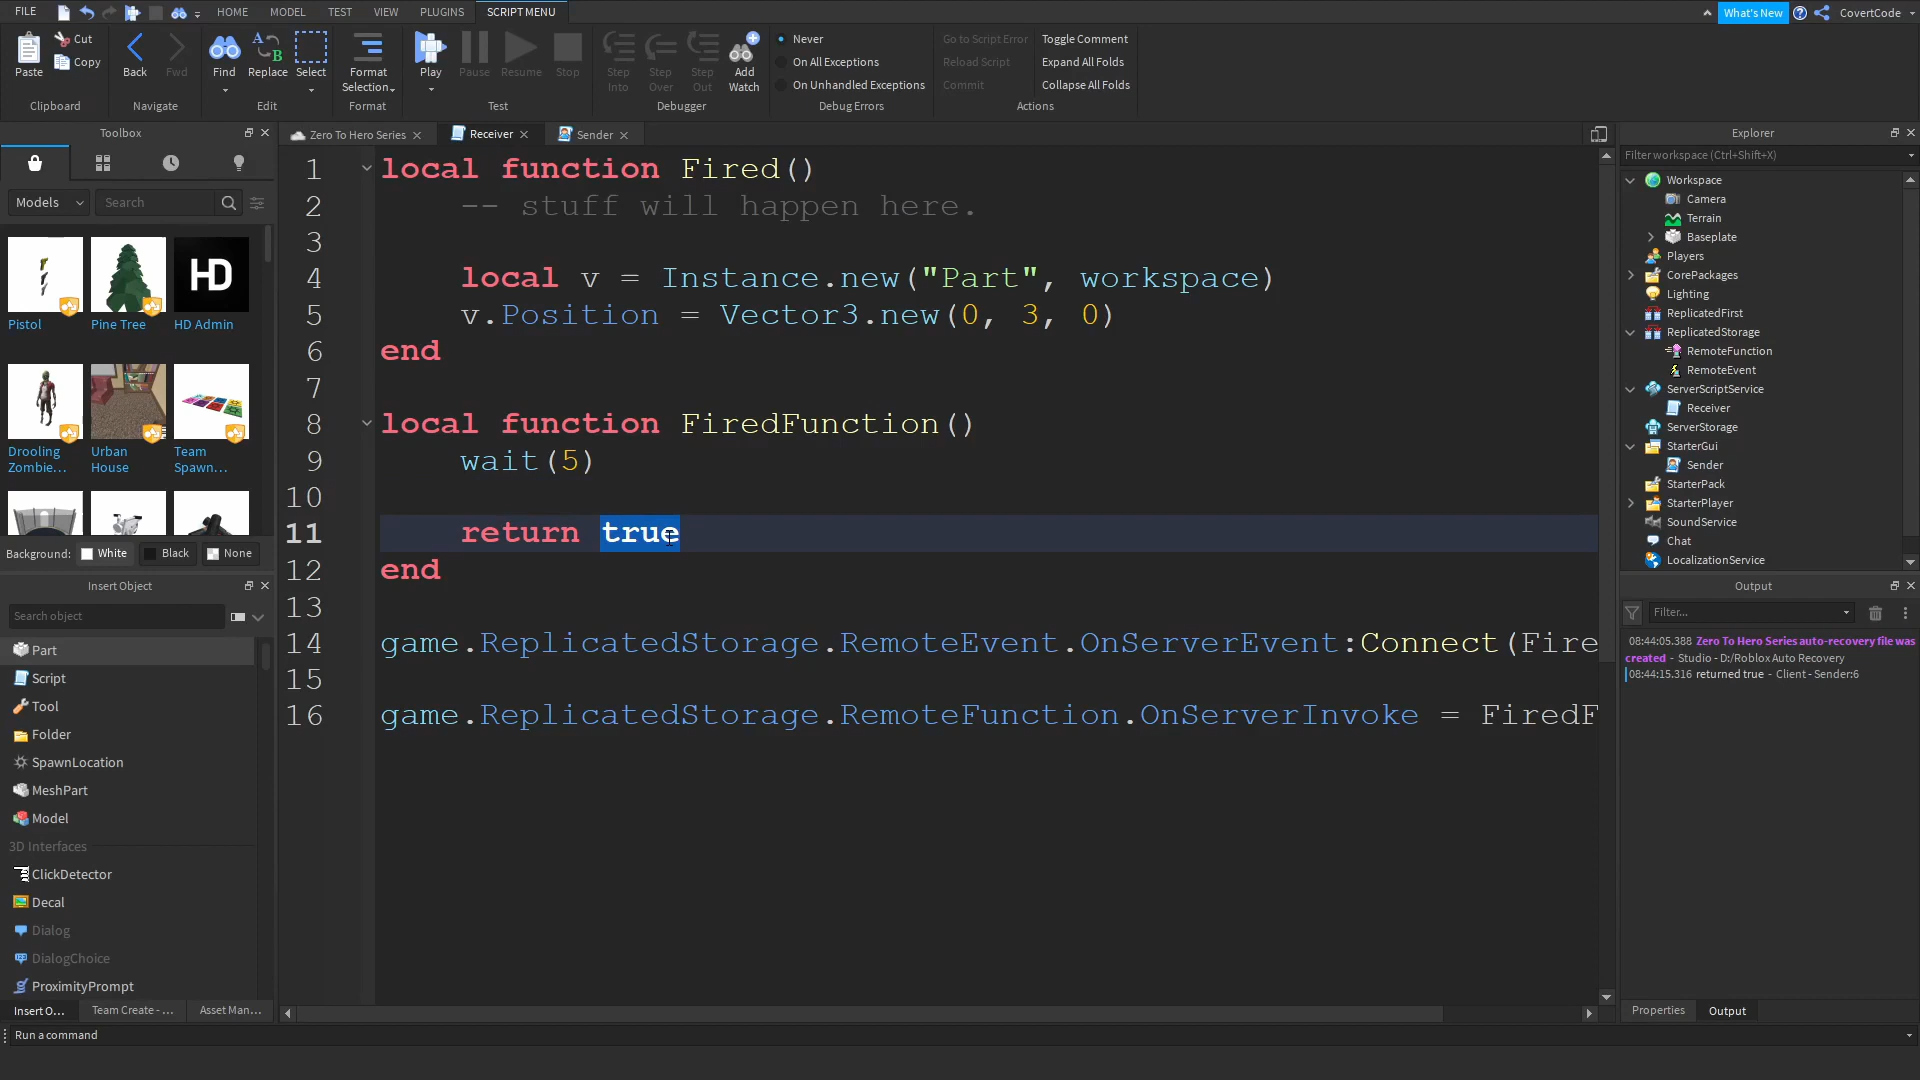 FILE
HOME
MODEL
TEST
VIEW
PLUGINS
SCRIPT MENU
What's New
CovertCode
Paste
Cut
Copy
Clipboard
Back
Fwd
Navigate
Find
Replace
Select
Edit
Format
Selection
Format
Play
Pause
Resume
Stop
Test
Step
Into
Step
Over
Step
Out
Add
Watch
Debugger
Never
On All Exceptions
On Unhandled Exceptions
Debug Errors
Go to Script Error
Reload Script
Commit
Toggle Comment
Expand All Folds
Collapse All Folds
Actions
Toolbox
Models
Search
HD
Pistol
Pine Tree
HD Admin
Drooling
Zombie...
Urban
House
Team
Spawn...
Background:
White
Black
None
Insert Object
Search object
Part
Script
Tool
Folder
SpawnLocation
MeshPart
Model
3D Interfaces
ClickDetector
Decal
Dialog
DialogChoice
ProximityPrompt
Insert O...
Team Create - ...
Asset Man...
Run a command
Zero To Hero Series
Receiver
Sender
1 local function Fired()
2 -- stuff will happen here.
3
4 local v = Instance.new("Part", workspace)
5 v.Position = Vector3.new(0, 3, 0)
6 end
7
8 local function FiredFunction()
9 wait(5)
10
11 return true
12 end
13
14 game.ReplicatedStorage.RemoteEvent.OnServerEvent:Connect(Fire
15
16 game.ReplicatedStorage.RemoteFunction.OnServerInvoke = FiredF
Explorer
Filter workspace (Ctrl+Shift+X)
Workspace
Camera
Terrain
Baseplate
Players
CorePackages
Lighting
ReplicatedFirst
ReplicatedStorage
RemoteFunction
RemoteEvent
ServerScriptService
Receiver
ServerStorage
StarterGui
Sender
StarterPack
StarterPlayer
SoundService
Chat
LocalizationService
Output
Filter...
08:44:05.388 Zero To Hero Series auto-recovery file was
created - Studio - D:/Roblox Auto Recovery
08:44:15.316 returned true - Client - Sender:6
Properties
Output